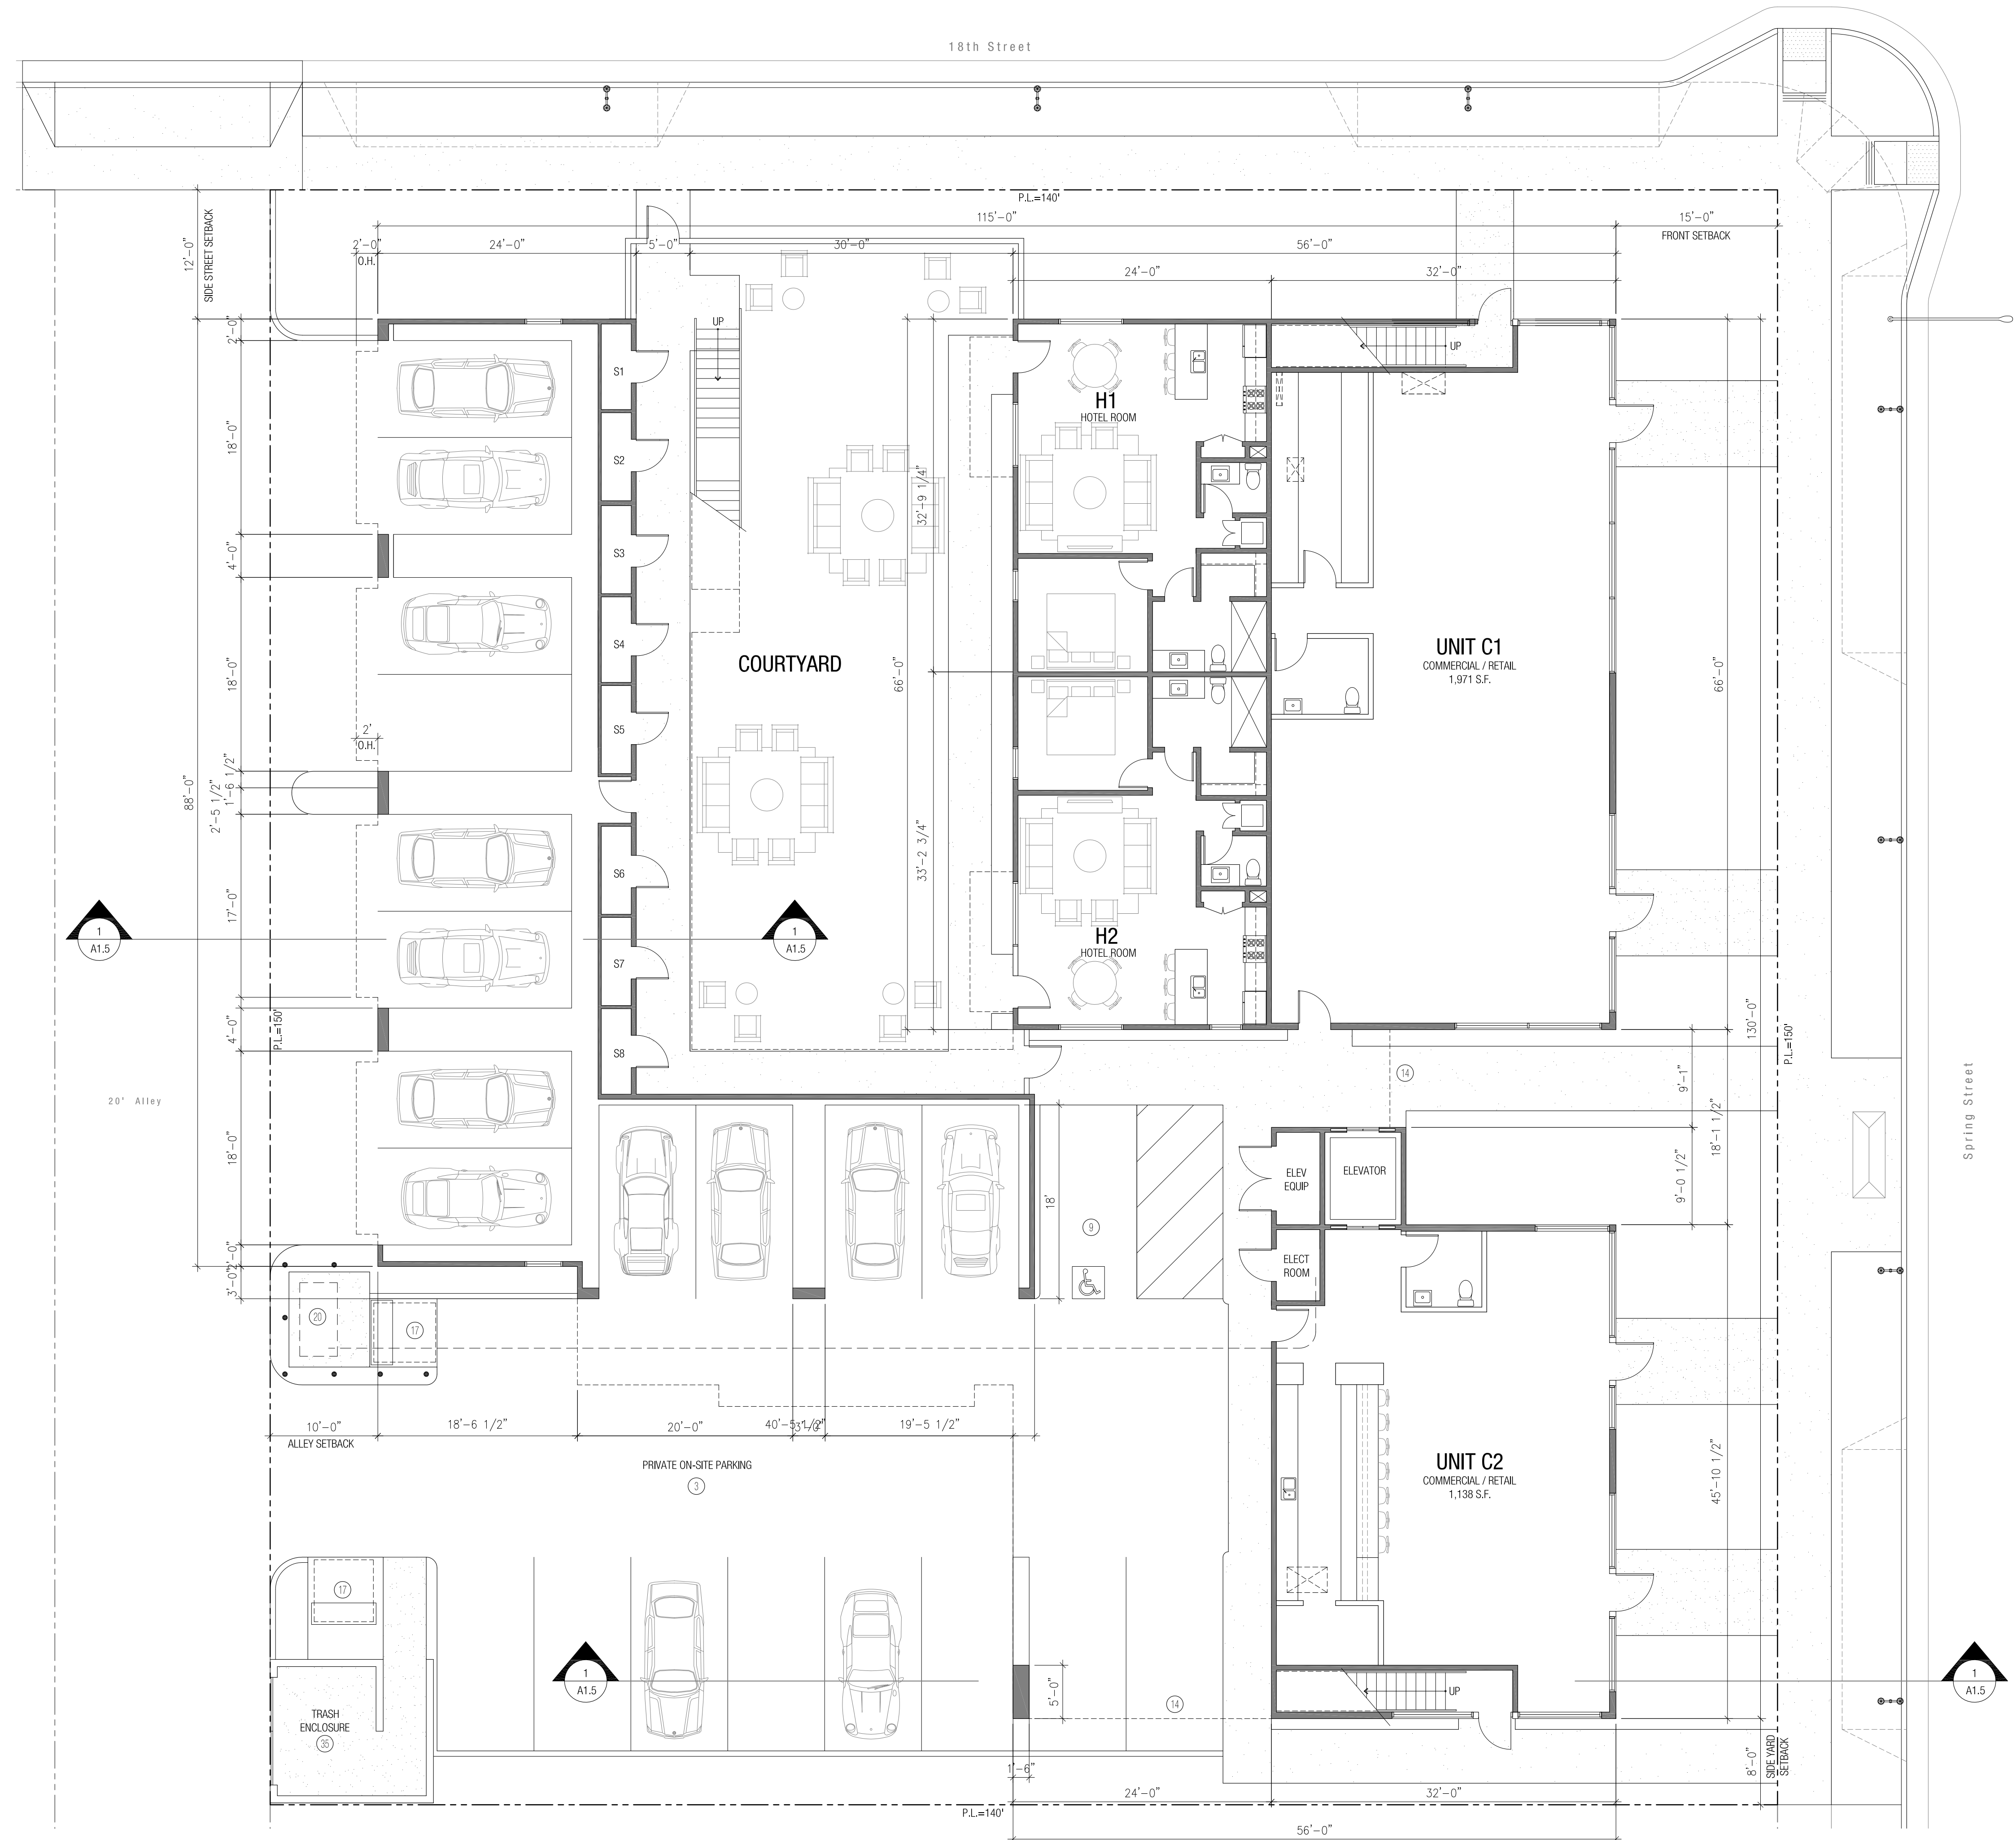 18th Street
P.L.=140'
115'-0"
15'-0"
FRONT SETBACK
12'-0"
SIDE STREET SETBACK
2'-0"
O.H.
24'-0"
5'-0"
30'-0"
56'-0"
24'-0"
32'-0"
2'-0"
UP
UP
S1
H1
HOTEL ROOM
18'-0"
S2
32'-9 1/4"
4'-0"
S3
S4
COURTYARD
UNIT C1
COMMERCIAL / RETAIL
1,971 S.F.
18'-0"
66'-0"
66'-0"
2'
O.H.
S5
88'-0"
2'-5 1/2"
1'-6 1/2"
33'-2 3/4"
S6
17'-0"
1
A1.5
1
A1.5
S7
H2
HOTEL ROOM
4'-0"
P.L.=150'
S8
130'-0"
P.L.=150'
14
9'-1"
20' Alley
Spring Street
18'-0"
18'-1 1/2"
ELEV
EQUIP
ELEVATOR
9'-0 1/2"
18'
9
2'-0"
3'-0"
ELECT
ROOM
20
17
10'-0"
ALLEY SETBACK
18'-6 1/2"
20'-0"
40'-5 1/2"
3'-0"
19'-5 1/2"
PRIVATE ON-SITE PARKING
3
UNIT C2
COMMERCIAL / RETAIL
1,138 S.F.
45'-10 1/2"
17
1
A1.5
5'-0"
14
UP
1
A1.5
TRASH
ENCLOSURE
35
1'-6"
8'-0"
SIDE YARD
SETBACK
24'-0"
32'-0"
P.L.=140'
56'-0"